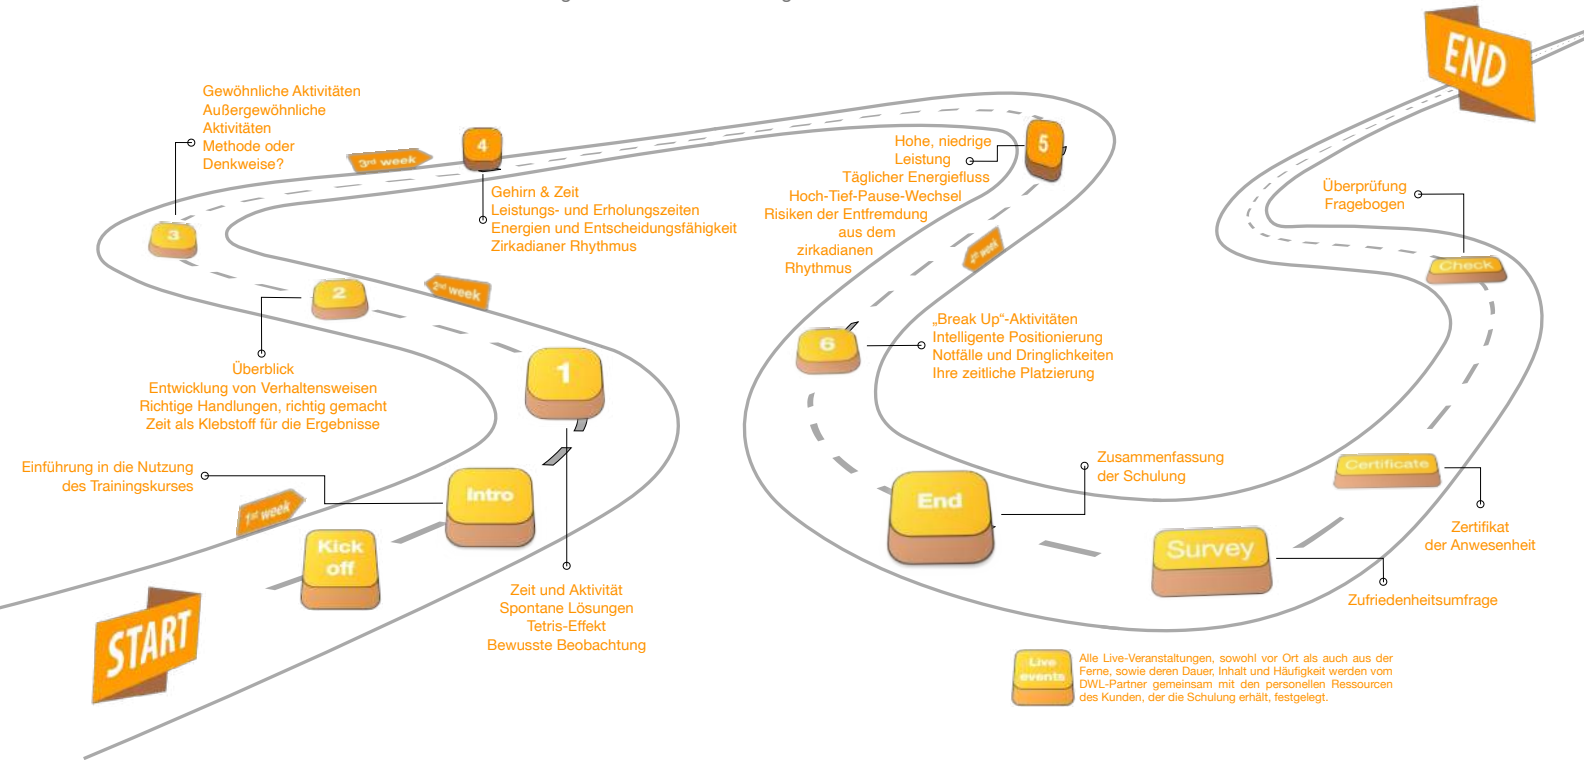 END
Gewöhnliche Aktivitäten
Außergewöhnliche
Aktivitäten
Methode oder
Denkweise?
3rd week
4
Gehirn & Zeit
Leistungs- und Erholungszeiten
Energien und Entscheidungsfähigkeit
Zirkadianer Rhythmus
5
Hohe, niedrige
Leistung
Täglicher Energiefluss
Hoch-Tief-Pause-Wechsel
Risiken der Entfremdung
aus dem
zirkadianen
Rhythmus
Überprüfung
Fragebogen
Check
3
2
2nd week
week
1
6
„Break Up“-Aktivitäten
Intelligente Positionierung
Notfälle und Dringlichkeiten
Ihre zeitliche Platzierung
Überblick
Entwicklung von Verhaltensweisen
Richtige Handlungen, richtig gemacht
Zeit als Klebstoff für die Ergebnisse
Einführung in die Nutzung
des Trainingskurses
Intro
1st week
Kick
off
START
Zeit und Aktivität
Spontane Lösungen
Tetris-Effekt
Bewusste Beobachtung
End
Zusammenfassung
der Schulung
Survey
Zufriedenheitsumfrage
Certificate
Zertifikat
der Anwesenheit
Live
events
Alle Live-Veranstaltungen, sowohl vor Ort als auch aus der
Ferne, sowie deren Dauer, Inhalt und Häufigkeit werden vom
DWL-Partner gemeinsam mit den personellen Ressourcen
des Kunden, der die Schulung erhält, festgelegt.